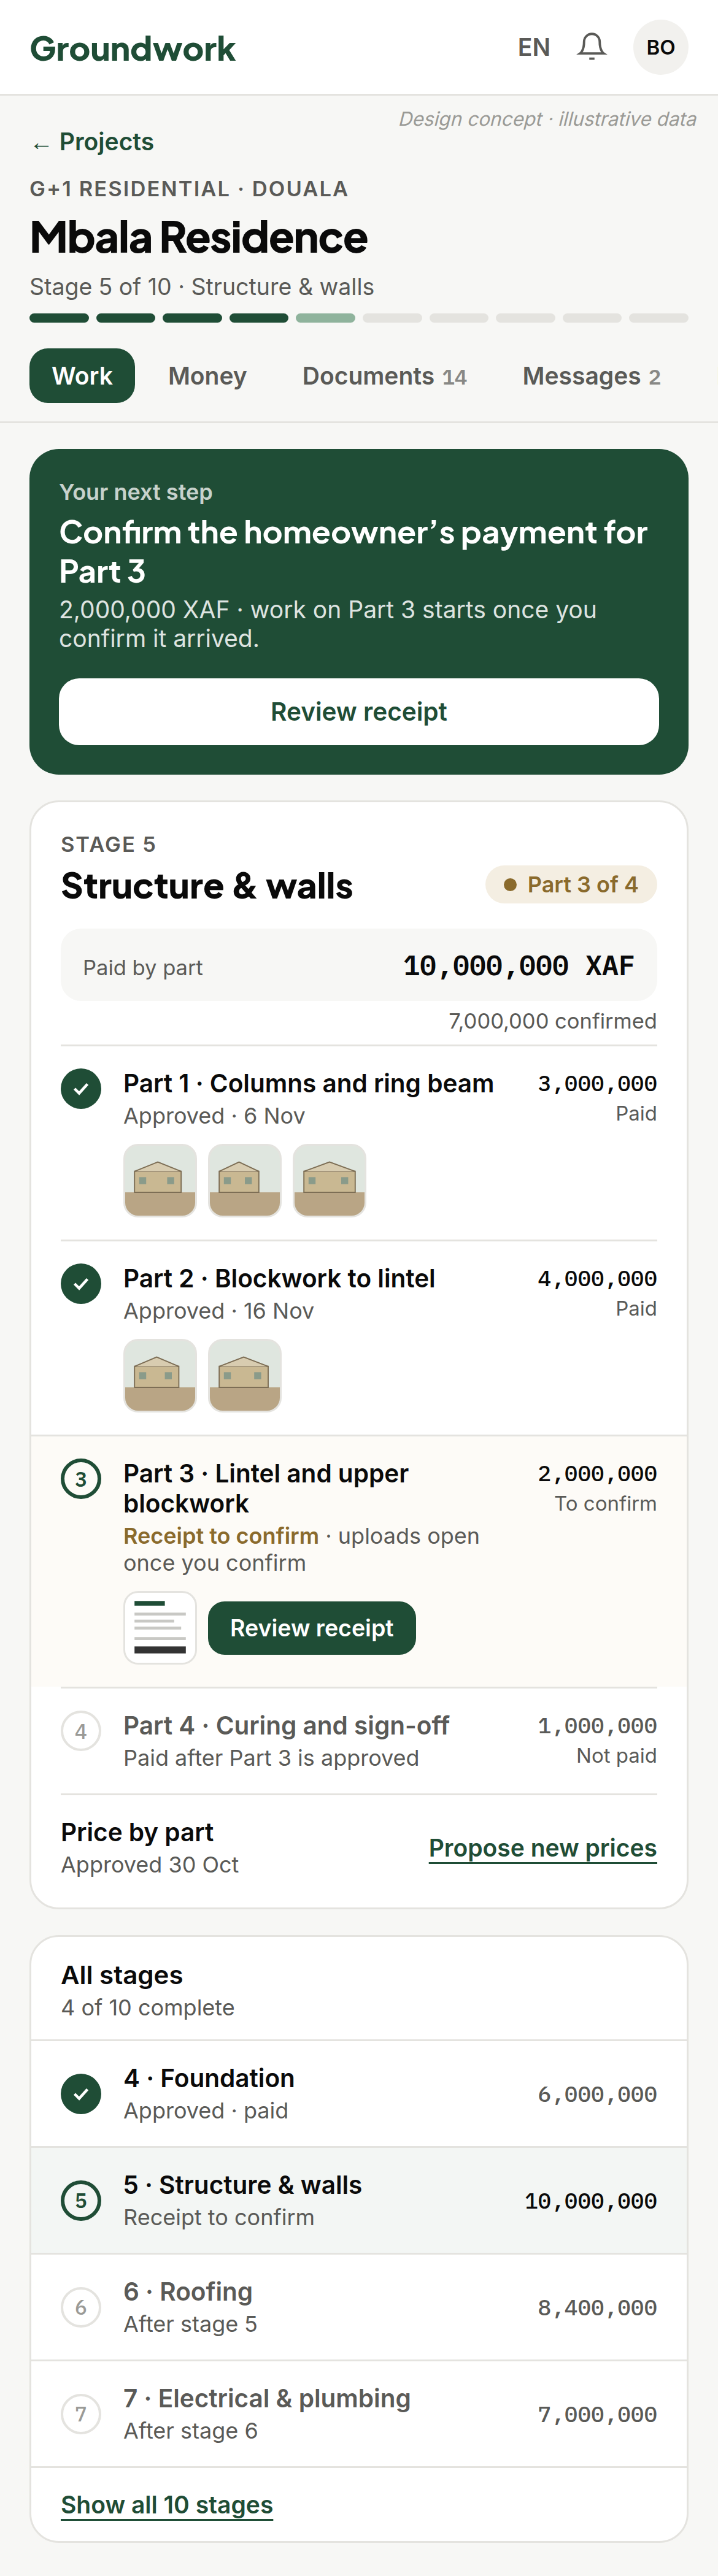 Groundwork
EN
BO
Design concept · illustrative data
← Projects
G+1 RESIDENTIAL · DOUALA
Mbala Residence
Stage 5 of 10 · Structure & walls
Work
Money
Documents 14
Messages 2
Your next step
Confirm the homeowner’s payment for
Part 3
2,000,000 XAF · work on Part 3 starts once you
confirm it arrived.
Review receipt
STAGE 5
Structure & walls
Part 3 of 4
Paid by part
10,000,000 XAF
7,000,000 confirmed
Part 1 · Columns and ring beam
3,000,000
Approved · 6 Nov
Paid
Part 2 · Blockwork to lintel
4,000,000
Approved · 16 Nov
Paid
3
Part 3 · Lintel and upper
blockwork
2,000,000
To confirm
Receipt to confirm · uploads open
once you confirm
Review receipt
4
Part 4 · Curing and sign-off
1,000,000
Paid after Part 3 is approved
Not paid
Price by part
Approved 30 Oct
Propose new prices
All stages
4 of 10 complete
4 · Foundation
Approved · paid
6,000,000
5
5 · Structure & walls
Receipt to confirm
10,000,000
6
6 · Roofing
After stage 5
8,400,000
7
7 · Electrical & plumbing
After stage 6
7,000,000
Show all 10 stages